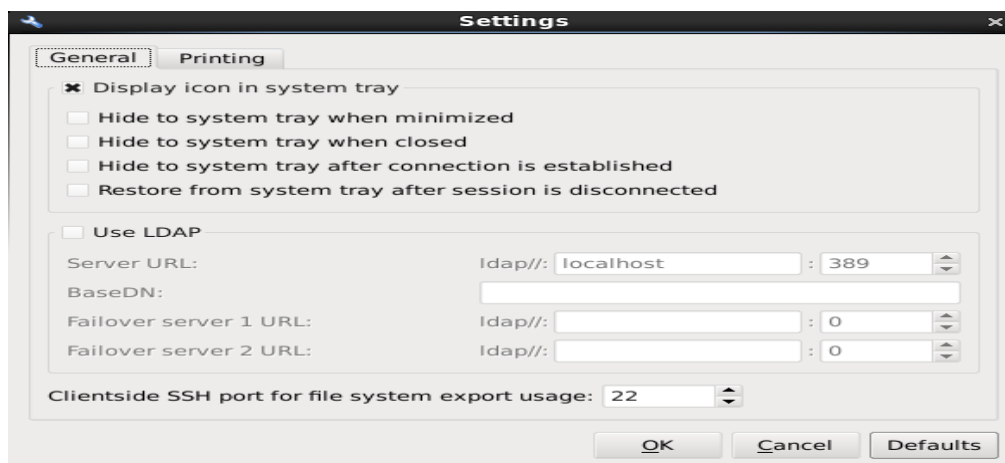 Settings
General Printing
Display icon in system tray
Hide to system tray when minimized
Hide to system tray when closed
Hide to system tray after connection is established
Restore from system tray after session is disconnected
Use LDAP
Server URL: ldap//: localhost : 389
BaseDN:
Failover server 1 URL: ldap//: : 0
Failover server 2 URL: ldap//: : 0
Clientside SSH port for file system export usage: 22
OK Cancel Defaults